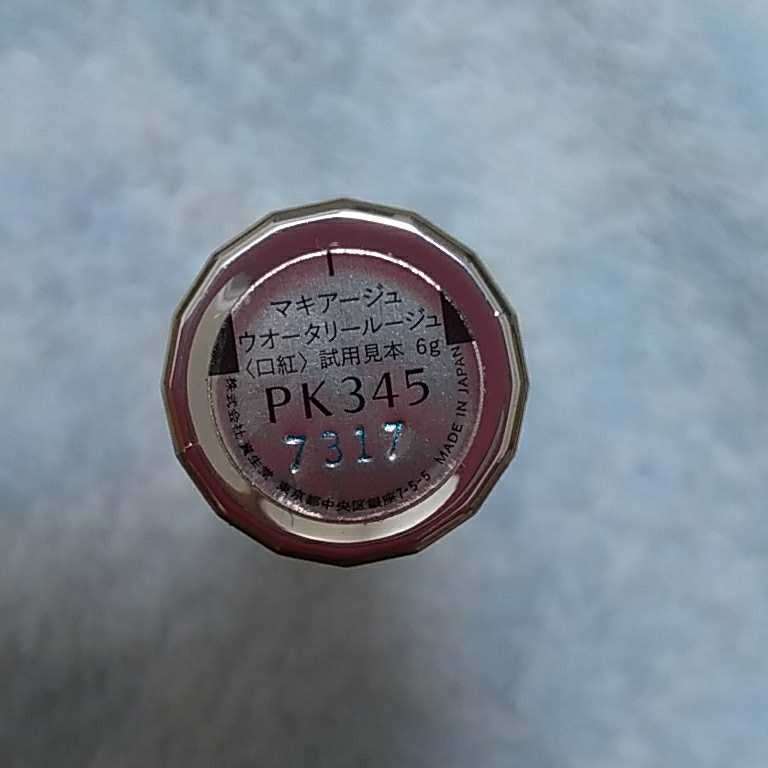 マキアージュ
ウオータリールージュ
〈口紅〉試用見本 6g
PK345
7317
株式会社資生堂 東京都中央区銀座7-5-5 MADE IN JAPAN